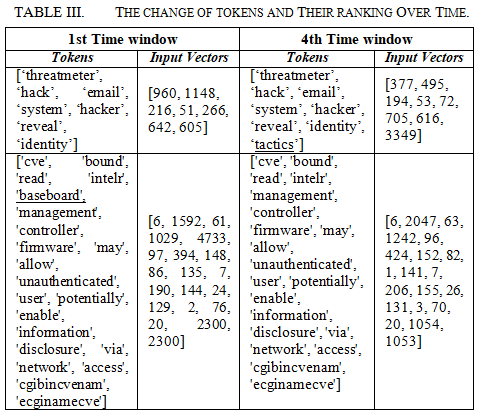 TABLE III. THE CHANGE OF TOKENS AND THEIR RANKING OVER TIME.
1st Time window
4th Time window
Tokens
Input Vectors
Tokens
Input Vectors
['threatmeter',
'hack', 'email',
'system', 'hacker',
'reveal',
'identity']
[960, 1148,
216, 51, 266,
642, 605]
['threatmeter',
'hack', 'email',
'system', 'hacker',
'reveal', 'identity',
'tactics']
[377, 495,
194, 53, 72,
705, 616,
3349]
['cve', 'bound',
'read', 'intelr',
'baseboard',
'management',
'controller',
'firmware', 'may',
'allow',
'unauthenticated',
'user', 'potentially',
'enable',
'information',
'disclosure', 'via',
'network', 'access',
'cgibincvenam',
'ecginamecve']
[6, 1592, 61,
1029, 4733,
97, 394, 148,
86, 135, 7,
190, 144, 24,
129, 2, 76,
20, 2300,
2300]
['cve', 'bound',
'read', 'intelr',
'management',
'controller',
'firmware', 'may',
'allow',
'unauthenticated',
'user', 'potentially',
'enable',
'information',
'disclosure', 'via',
'network', 'access',
'cgibincvenam',
'ecginamecve']
[6, 2047, 63,
1242, 96,
424, 152, 82,
1, 141, 7,
206, 155, 26,
131, 3, 70,
20, 1054,
1053]